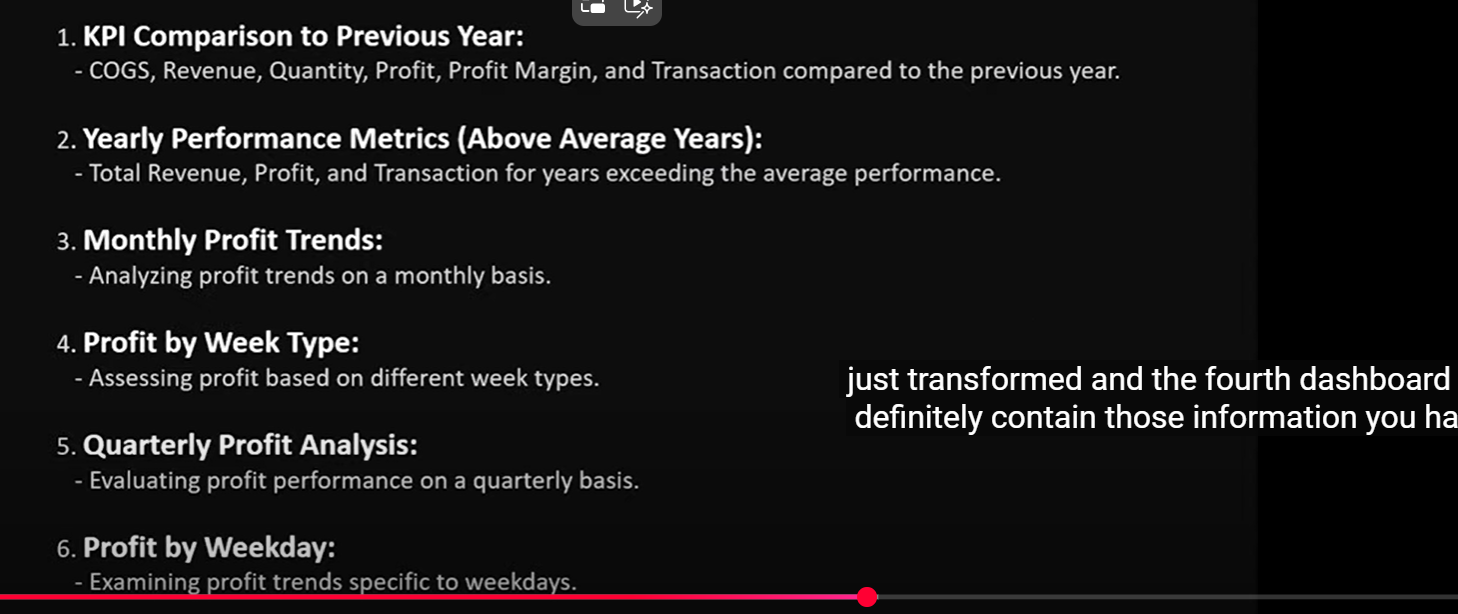 1. KPI Comparison to Previous Year:
- COGS, Revenue, Quantity, Profit, Profit Margin, and Transaction compared to the previous year.
2. Yearly Performance Metrics (Above Average Years):
- Total Revenue, Profit, and Transaction for years exceeding the average performance.
3. Monthly Profit Trends:
- Analyzing profit trends on a monthly basis.
4. Profit by Week Type:
- Assessing profit based on different week types.
just transformed and the fourth dashboard
definitely contain those information you ha
5. Quarterly Profit Analysis:
- Evaluating profit performance on a quarterly basis.
6. Profit by Weekday:
- Examining profit trends specific to weekdays.